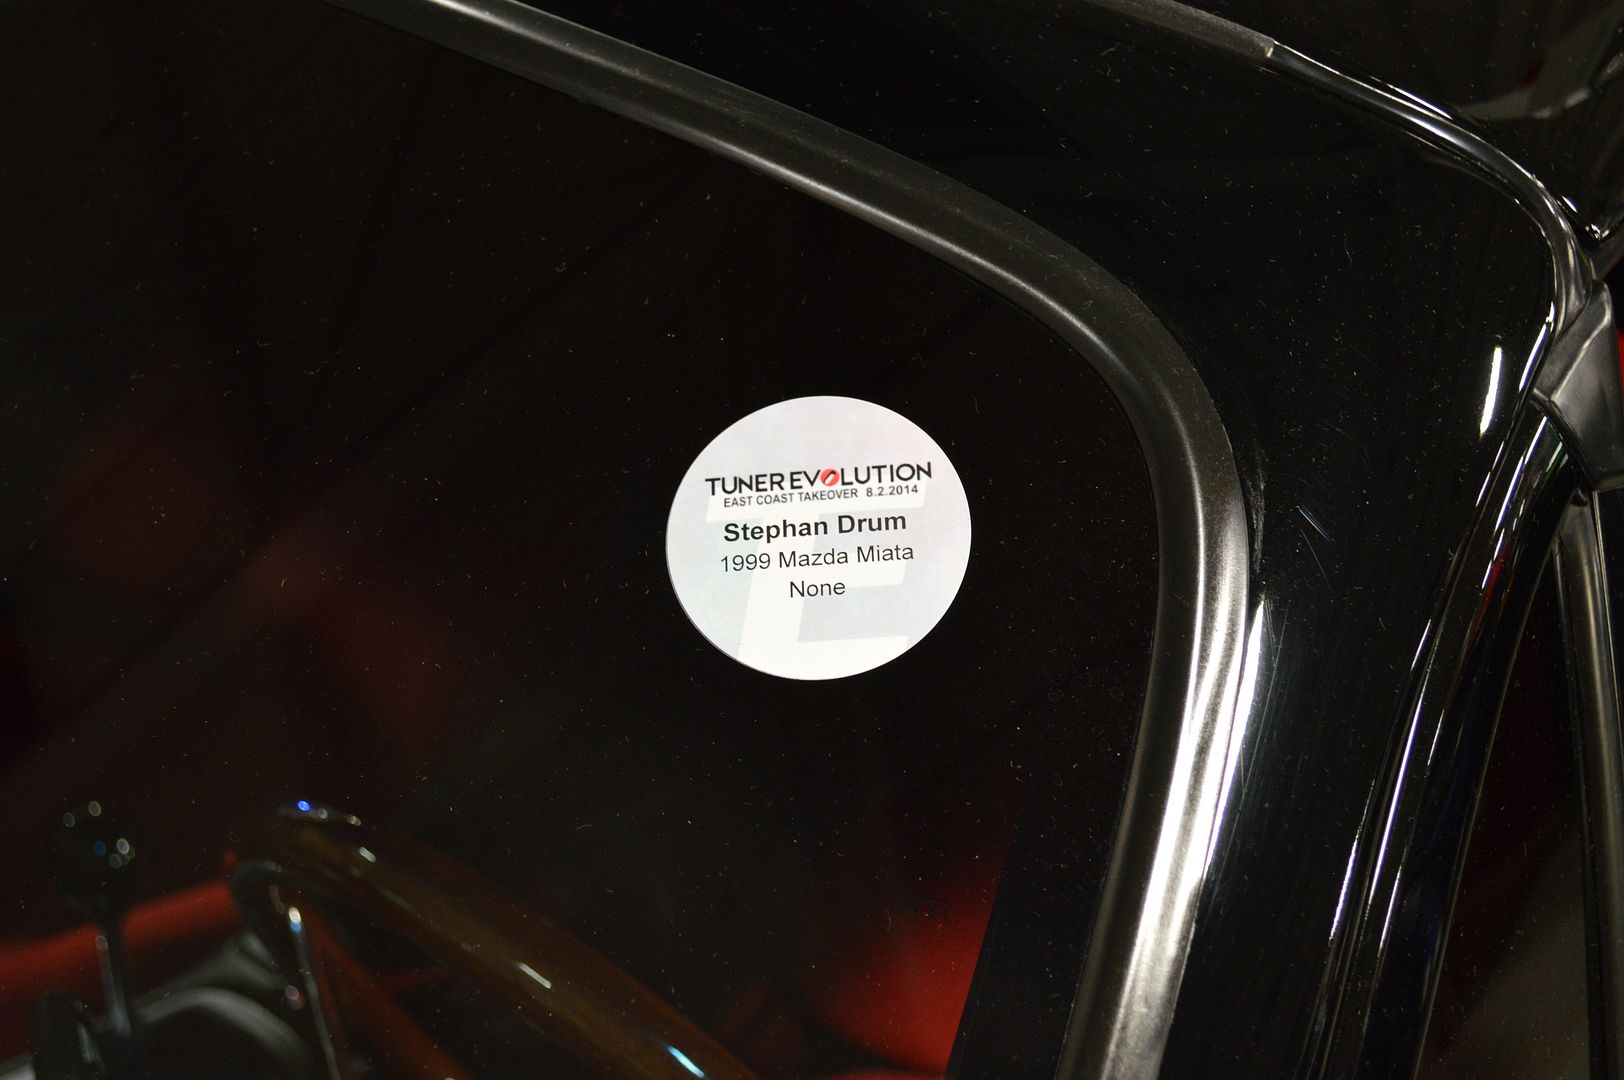 TUNER EVOLUTION
EAST COAST TAKEOVER 8.2.2014
Stephan Drum
1999 Mazda Miata
None